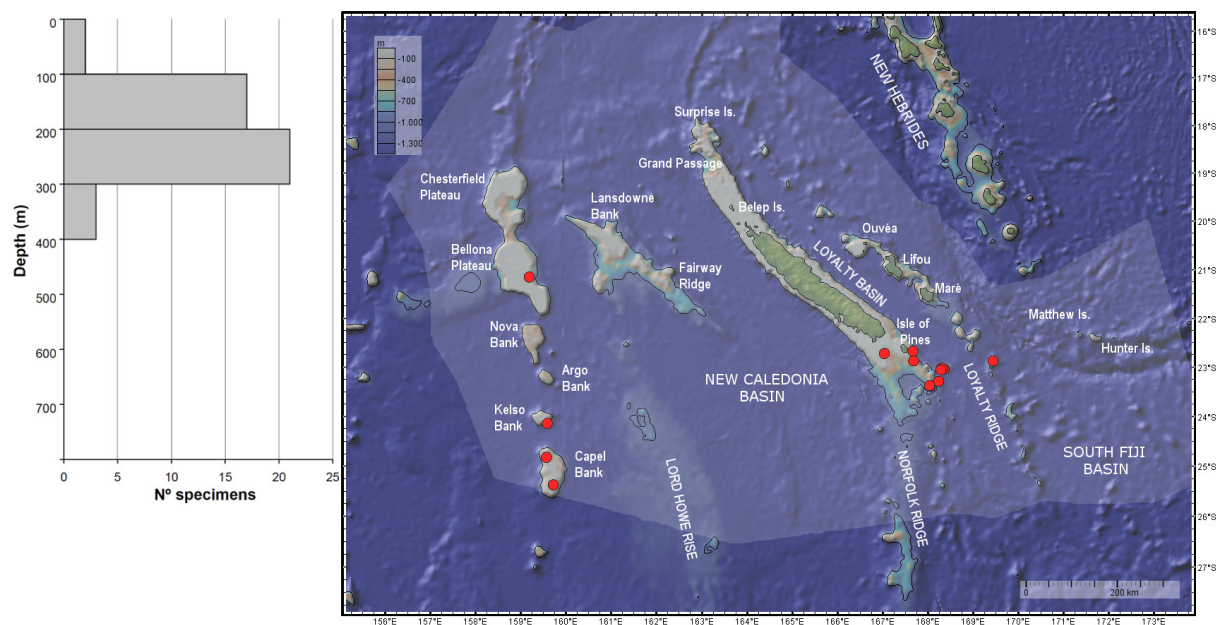 0
100
200
300
400
500
600
700
Depth (m)
0
5
10
15
20
25
Nº specimens
m
-100
-400
-700
-1.000
-1.300
Surprise Is.
Grand Passage
Chesterfield
Plateau
Lansdowne
Bank
Belep Is.
Bellona
Plateau
Fairway
Ridge
Nova
Bank
Argo
Bank
Kelso
Bank
Capel
Bank
NEW HEBRIDES
Ouvéa
Lifou
Maré
LOYALTY BASIN
Isle of
Pines
Matthew Is.
Hunter Is.
NEW CALEDONIA
BASIN
LOYALTY RIDGE
SOUTH FIJI
BASIN
NORFOLK RIDGE
LORD HOWE RISE
0
200 km
16°S
17°S
18°S
19°S
20°S
21°S
22°S
23°S
24°S
25°S
26°S
27°S
156°E
157°E
158°E
159°E
160°E
162°E
163°E
164°E
165°E
166°E
167°E
168°E
170°E
171°E
172°E
173°E